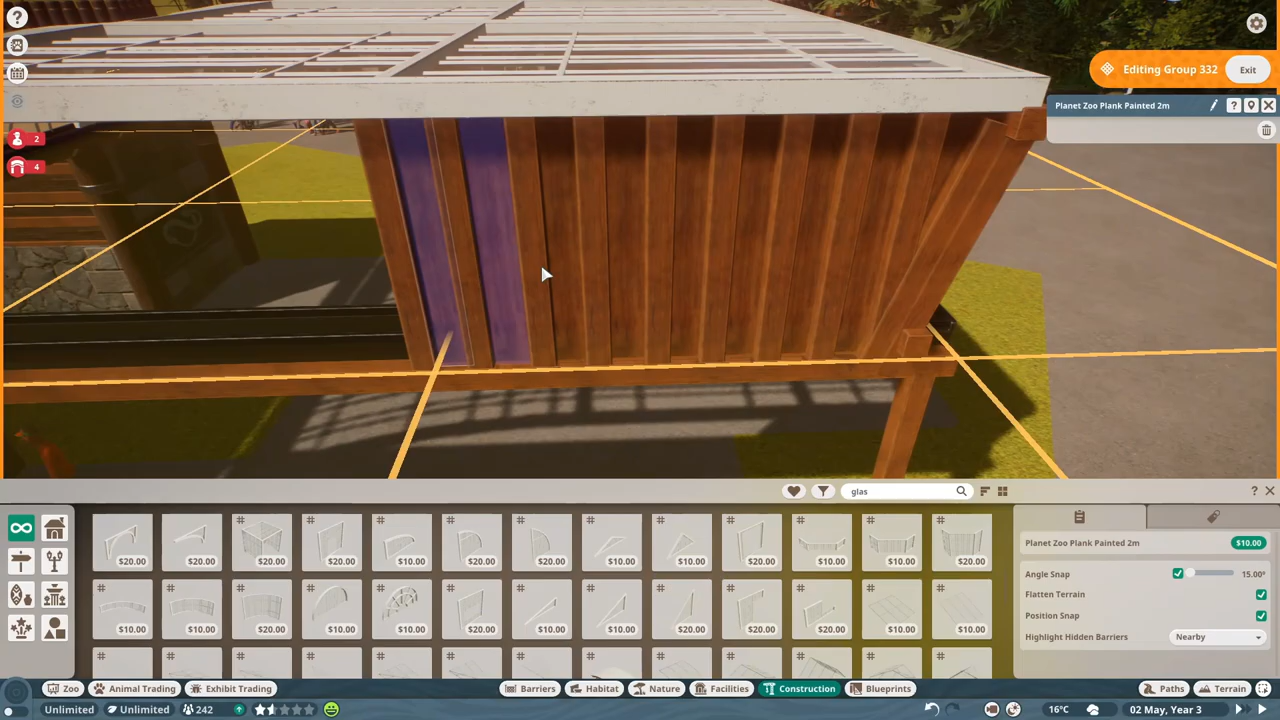 Editing Group 332
Exit
Planet Zoo Plank Painted 2m
2
4
glas
$20.00 $20.00 $20.00 $20.00 $10.00 $20.00 $20.00 $10.00 $10.00 $20.00 $10.00 $10.00 $20.00
$10.00 $10.00 $20.00 $10.00 $10.00 $20.00 $10.00 $10.00 $20.00 $20.00 $20.00 $10.00 $10.00
Planet Zoo Plank Painted 2m
$10.00
Angle Snap
15.00°
Flatten Terrain
Position Snap
Highlight Hidden Barriers
Nearby
Zoo
Animal Trading
Exhibit Trading
Barriers
Habitat
Nature
Facilities
Construction
Blueprints
Paths
Terrain
Unlimited
Unlimited
242
16°C
02 May, Year 3